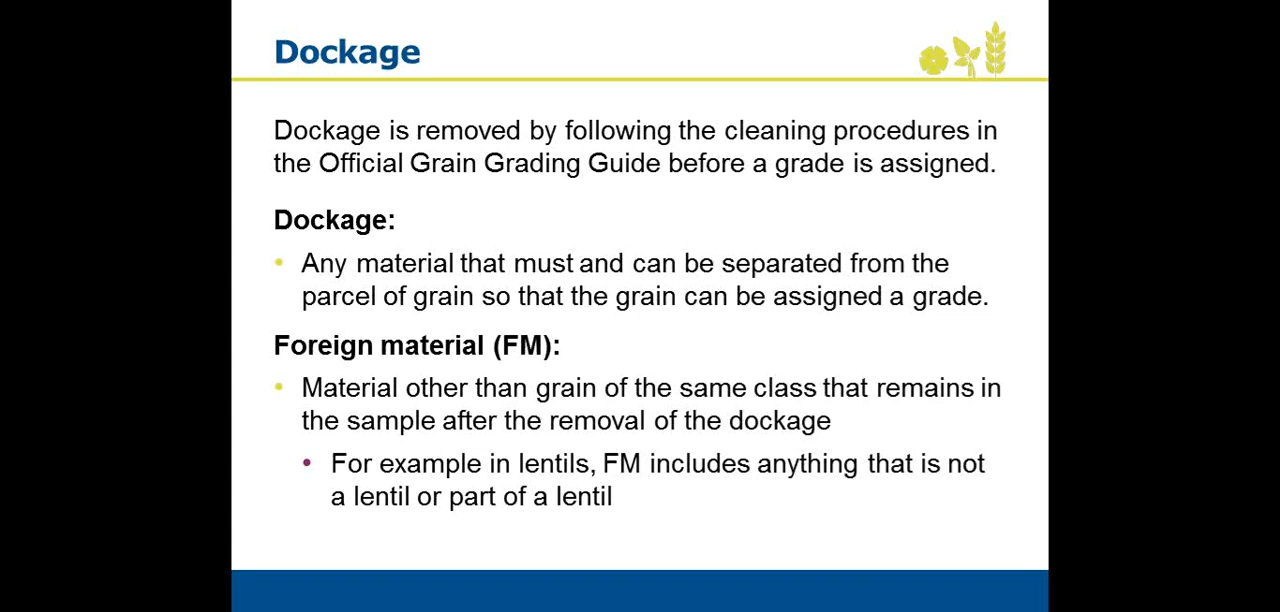 Dockage
Dockage is removed by following the cleaning procedures in
the Official Grain Grading Guide before a grade is assigned.
Dockage:
• Any material that must and can be separated from the
parcel of grain so that the grain can be assigned a grade.
Foreign material (FM):
• Material other than grain of the same class that remains in
the sample after the removal of the dockage
• For example in lentils, FM includes anything that is not
a lentil or part of a lentil